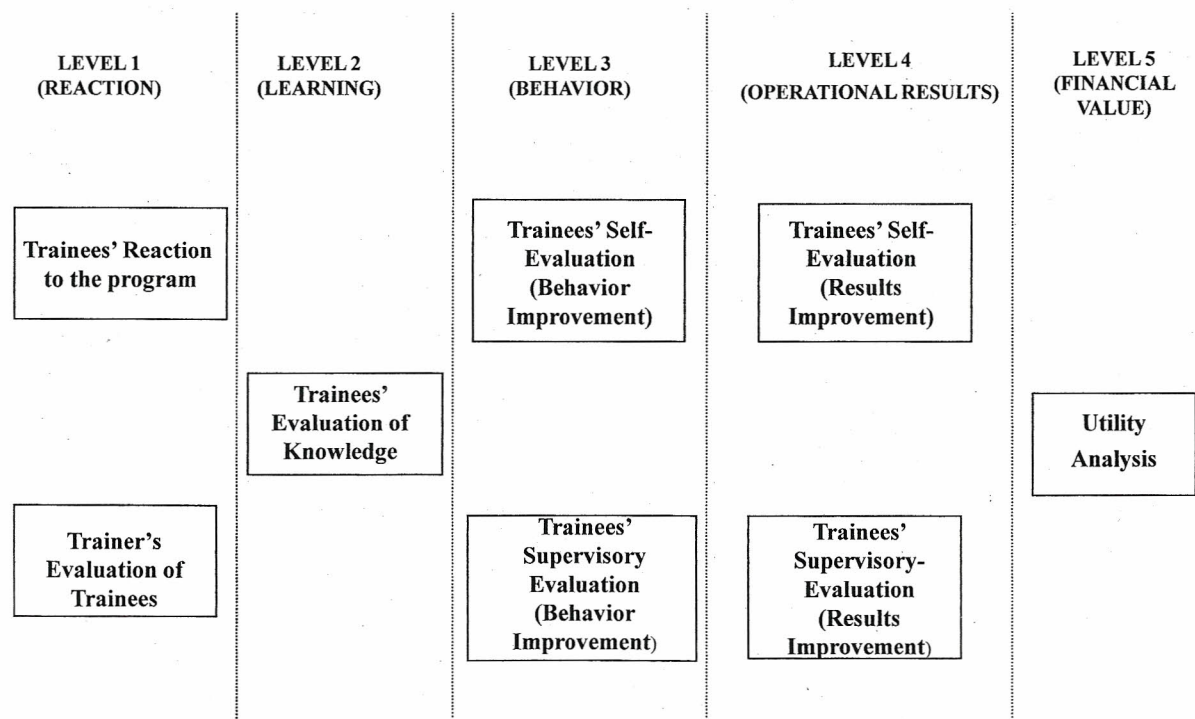 LEVEL 1
(REACTION)
LEVEL 2
(LEARNING)
LEVEL 3
(BEHAVIOR)
LEVEL 4
(OPERATIONAL RESULTS)
LEVEL 5
(FINANCIAL
VALUE)
Trainees' Reaction
to the program
Trainer's
Evaluation of
Trainees
Trainees'
Evaluation of
Knowledge
Trainees' Self-
Evaluation
(Behavior
Improvement)
Trainees'
Supervisory
Evaluation
(Behavior
Improvement)
Trainees' Self-
Evaluation
(Results
Improvement)
Trainees'
Supervisory-
Evaluation
(Results
Improvement)
Utility
Analysis